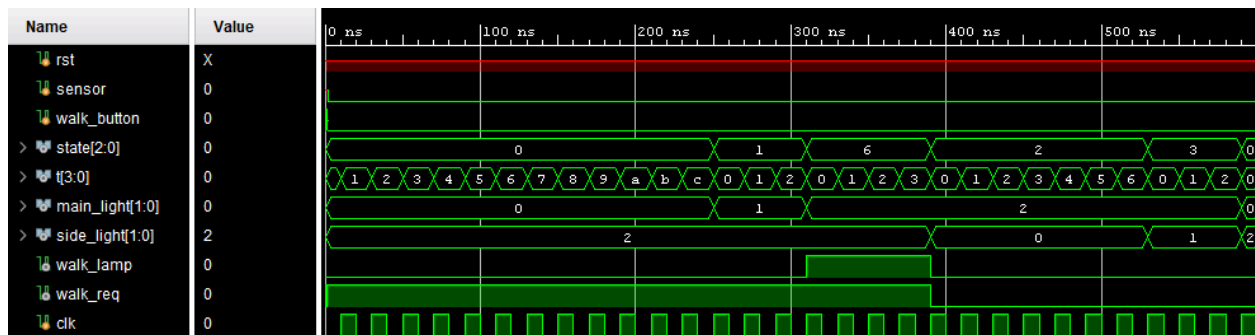 Name Value 0 ns 100 ns 200 ns 300 ns 400 ns 500 ns
rst X
sensor 0
walk_button 0
> state[2:0] 0 0 1 6 2 3 0
> t[3:0] 0 1 2 3 4 5 6 7 8 9 a b c 0 1 2 0 1 2 3 0 1 2 3 4 5 6 0 1 2 0
> main_light[1:0] 0 0 1 2 0
> side_light[1:0] 2 2 0 1 2
walk_lamp 0
walk_req 0
clk 0